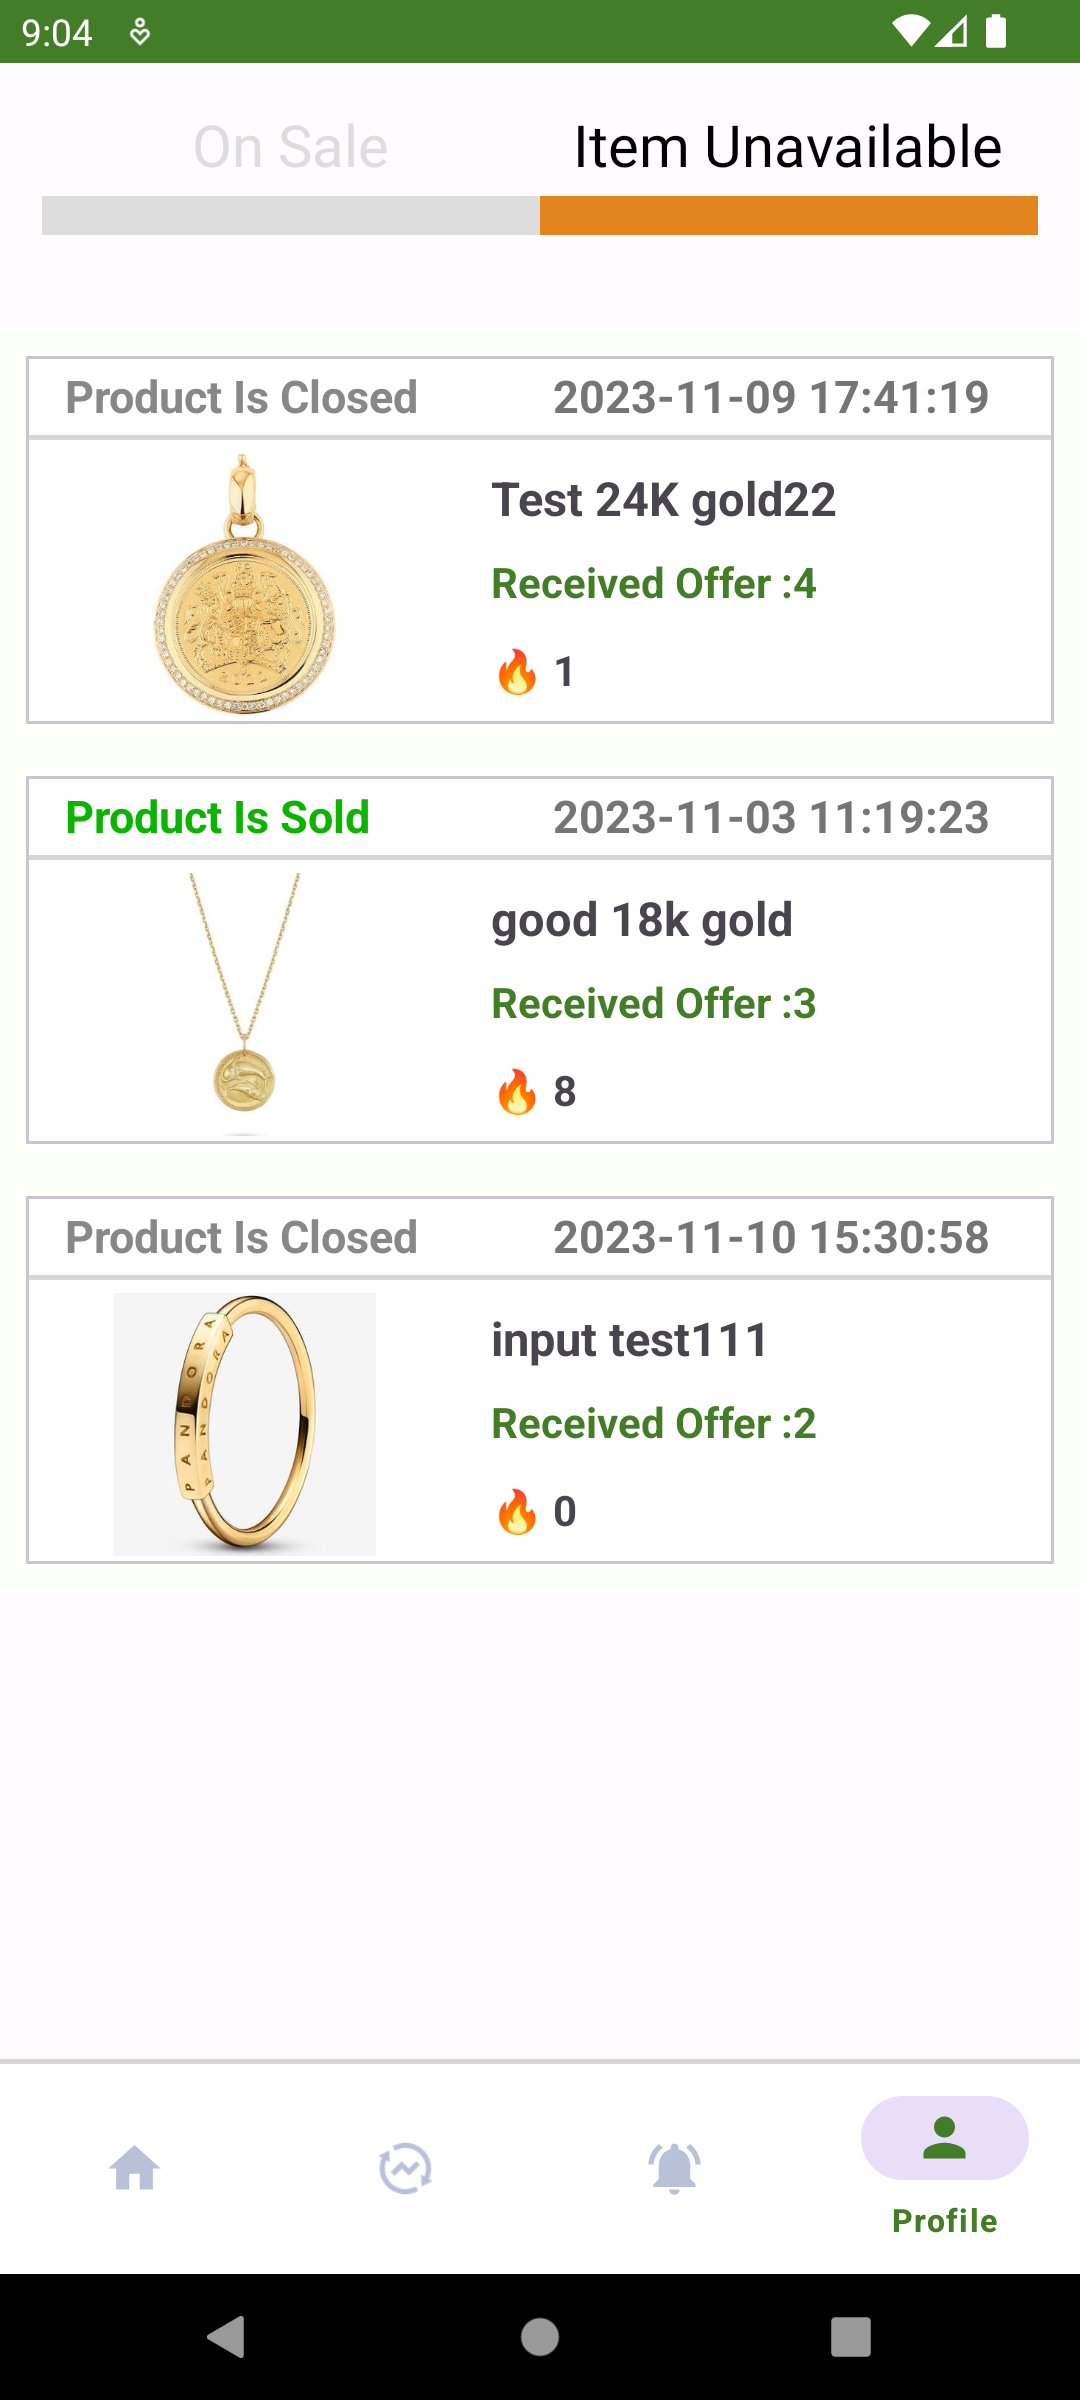 9:04
On Sale
Item Unavailable
Product Is Closed
2023-11-09 17:41:19
Test 24K gold22
Received Offer :4
🔥 1
Product Is Sold
2023-11-03 11:19:23
good 18k gold
Received Offer :3
🔥 8
Product Is Closed
2023-11-10 15:30:58
PANDORA
PANDORA
input test111
Received Offer :2
🔥 0
Profile